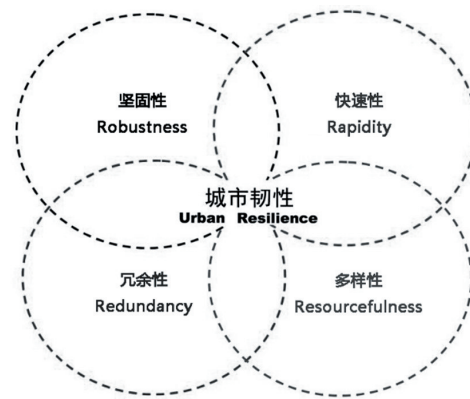 坚固性
Robustness
快速性
Rapidity
城市韧性
Urban Resilience
冗余性
Redundancy
多样性
Resourcefulness